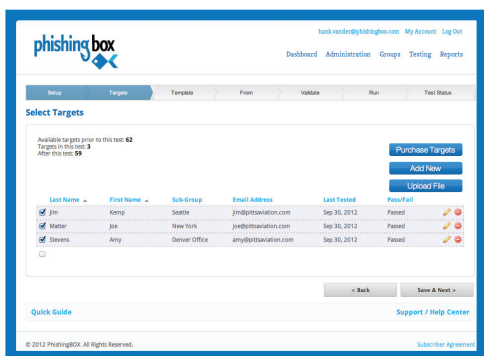 hank.vander@phishingbox.com My Account Log Out
phishingbox
Dashboard Administration Groups Testing Reports
Setup Targets Template From Validate Run Test Status
Select Targets
Available targets prior to this test: 62
Targets in this test: 3
After this test: 59
Purchase Targets
Add New
Upload File
Last Name First Name Sub-Group Email Address Last Tested Pass/Fail
Jim Kemp Seattle jim@pittsaviation.com Sep 30, 2012 Passed
Matter Joe New York joe@pittsaviation.com Sep 30, 2012 Passed
Stevens Amy Denver Office amy@pittsaviation.com Sep 30, 2012 Passed
< Back Save & Next >
Quick Guide Support / Help Center
© 2012 PhishingBOX. All Rights Reserved. Subscriber Agreement